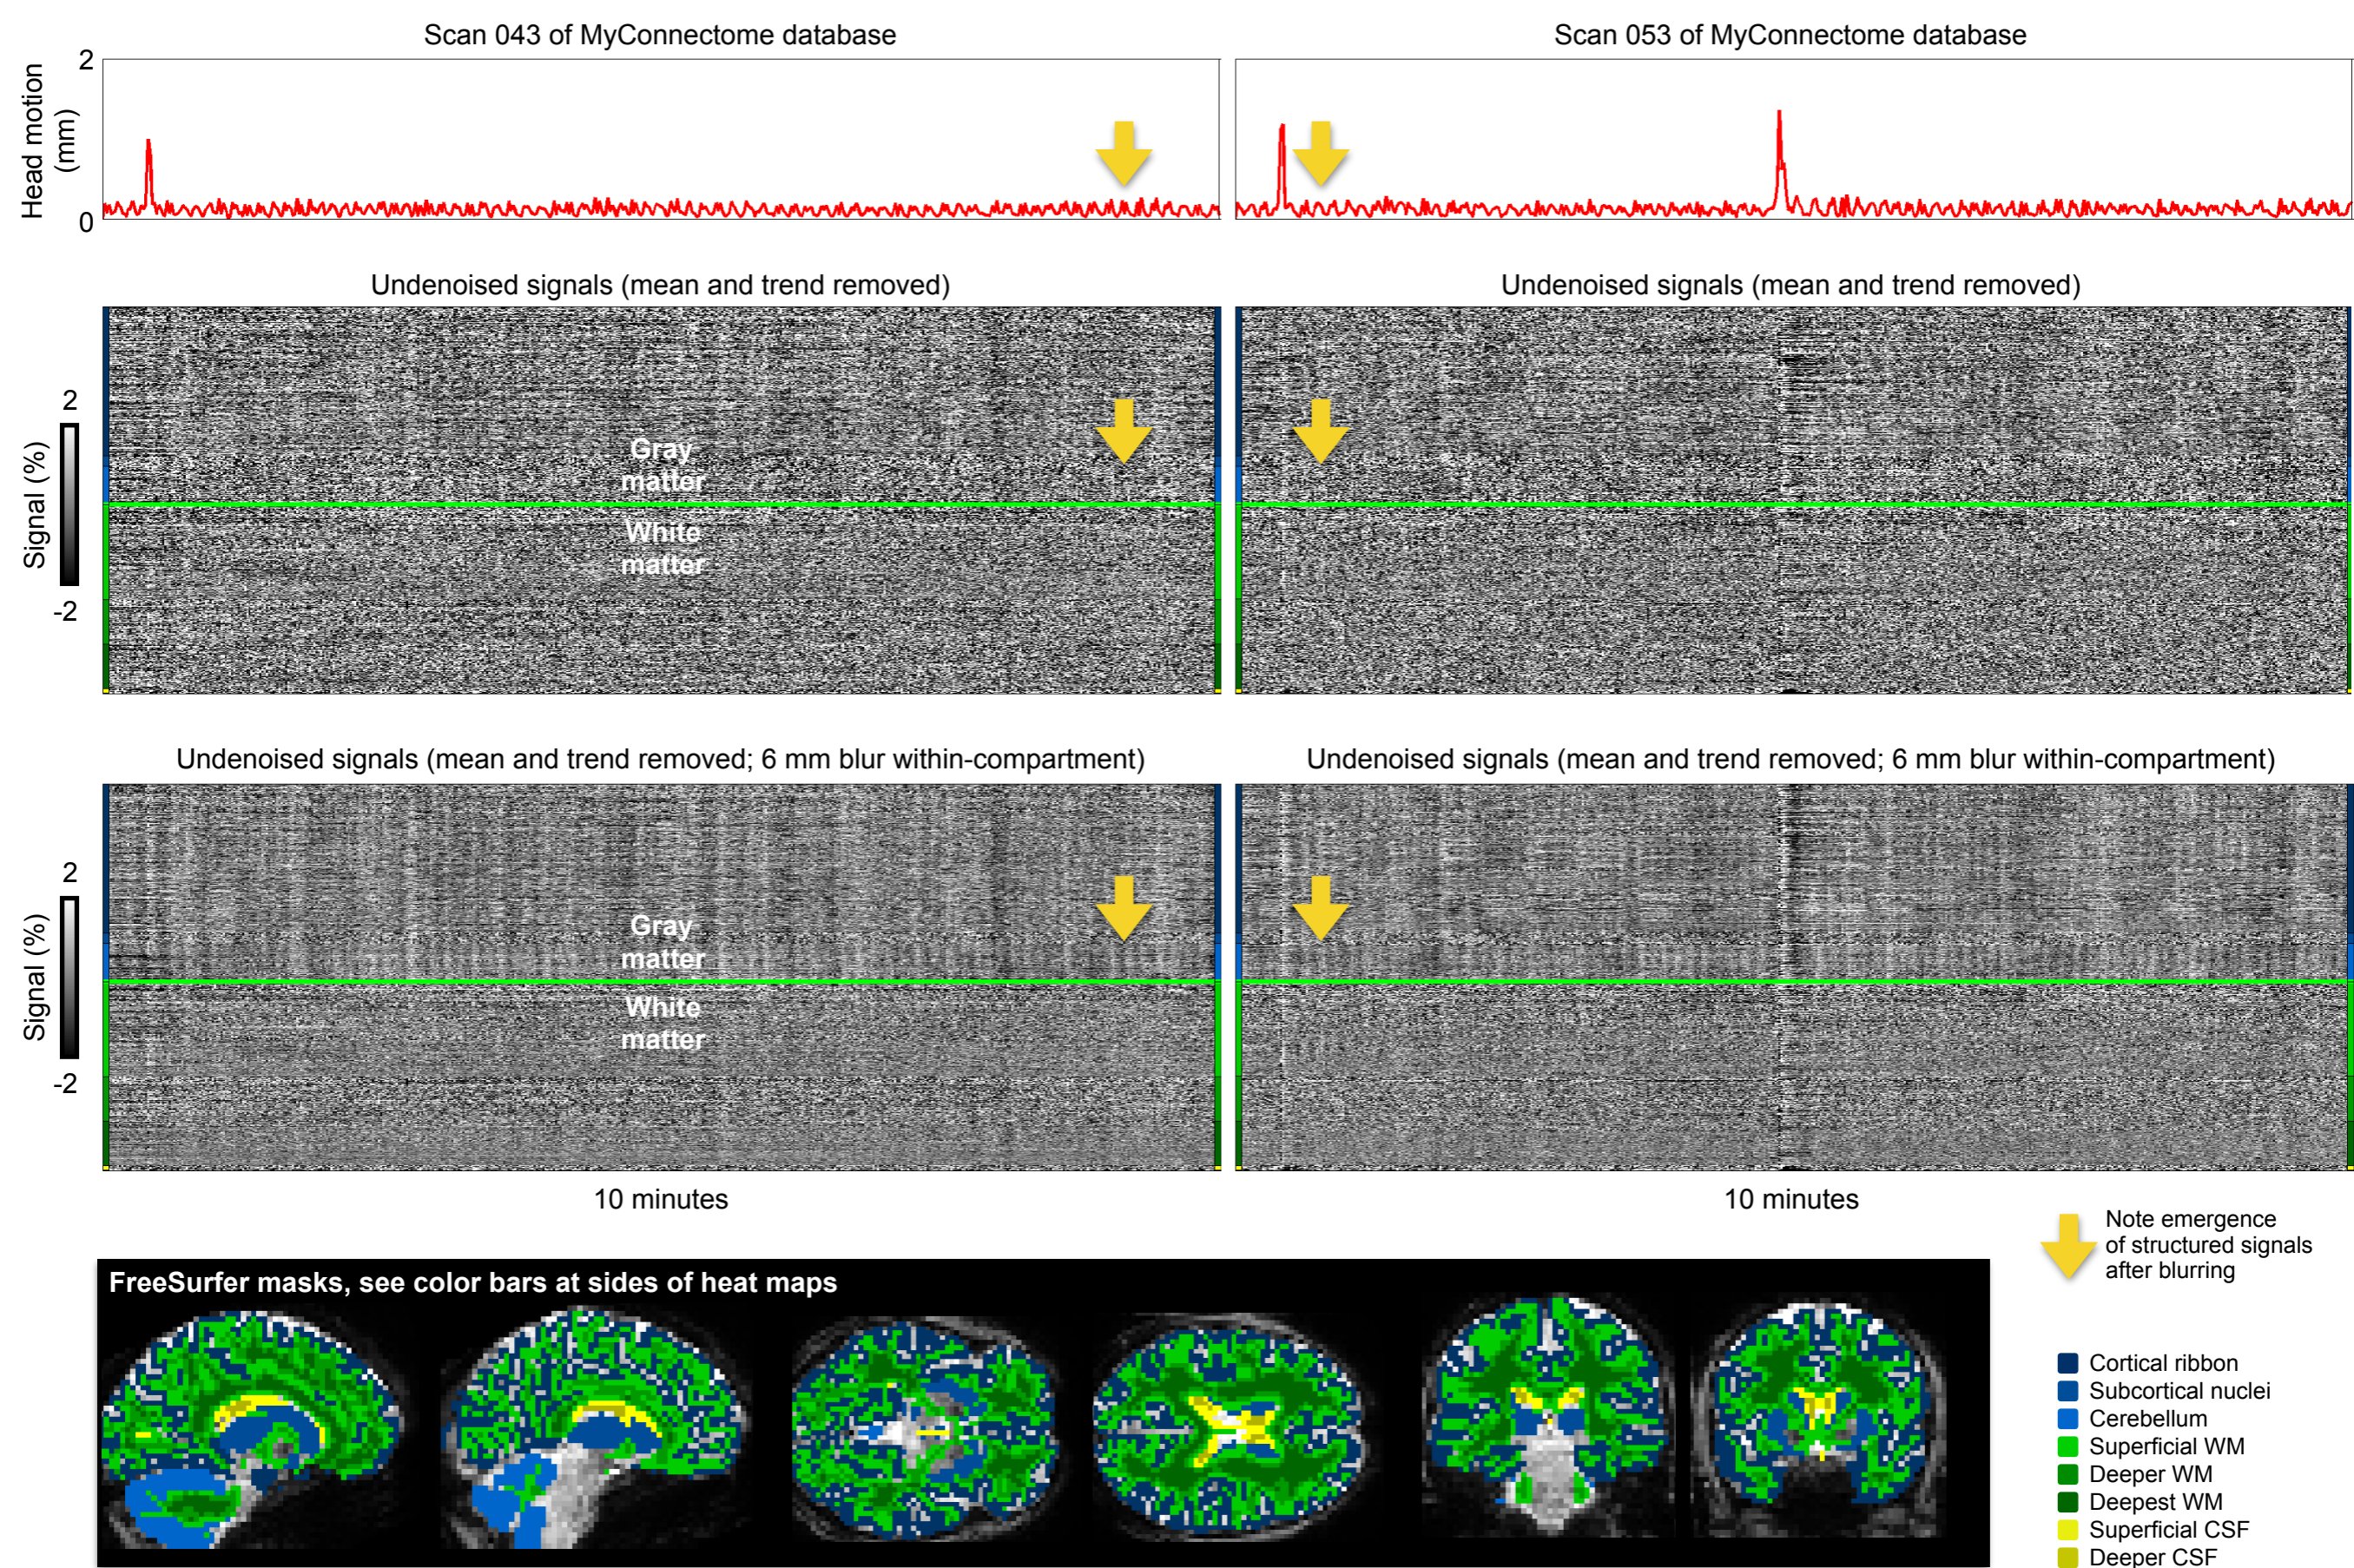 Scan 043 of MyConnectome database
Scan 053 of MyConnectome database
Head motion
(mm)
2
0
Undenoised signals (mean and trend removed)
Undenoised signals (mean and trend removed)
Signal (%)
2
-2
Gray
matter
White
matter
Undenoised signals (mean and trend removed; 6 mm blur within-compartment)
Undenoised signals (mean and trend removed; 6 mm blur within-compartment)
Signal (%)
2
-2
Gray
matter
White
matter
10 minutes
10 minutes
Note emergence
of structured signals
after blurring
FreeSurfer masks, see color bars at sides of heat maps
Cortical ribbon
Subcortical nuclei
Cerebellum
Superficial WM
Deeper WM
Deepest WM
Superficial CSF
Deeper CSF